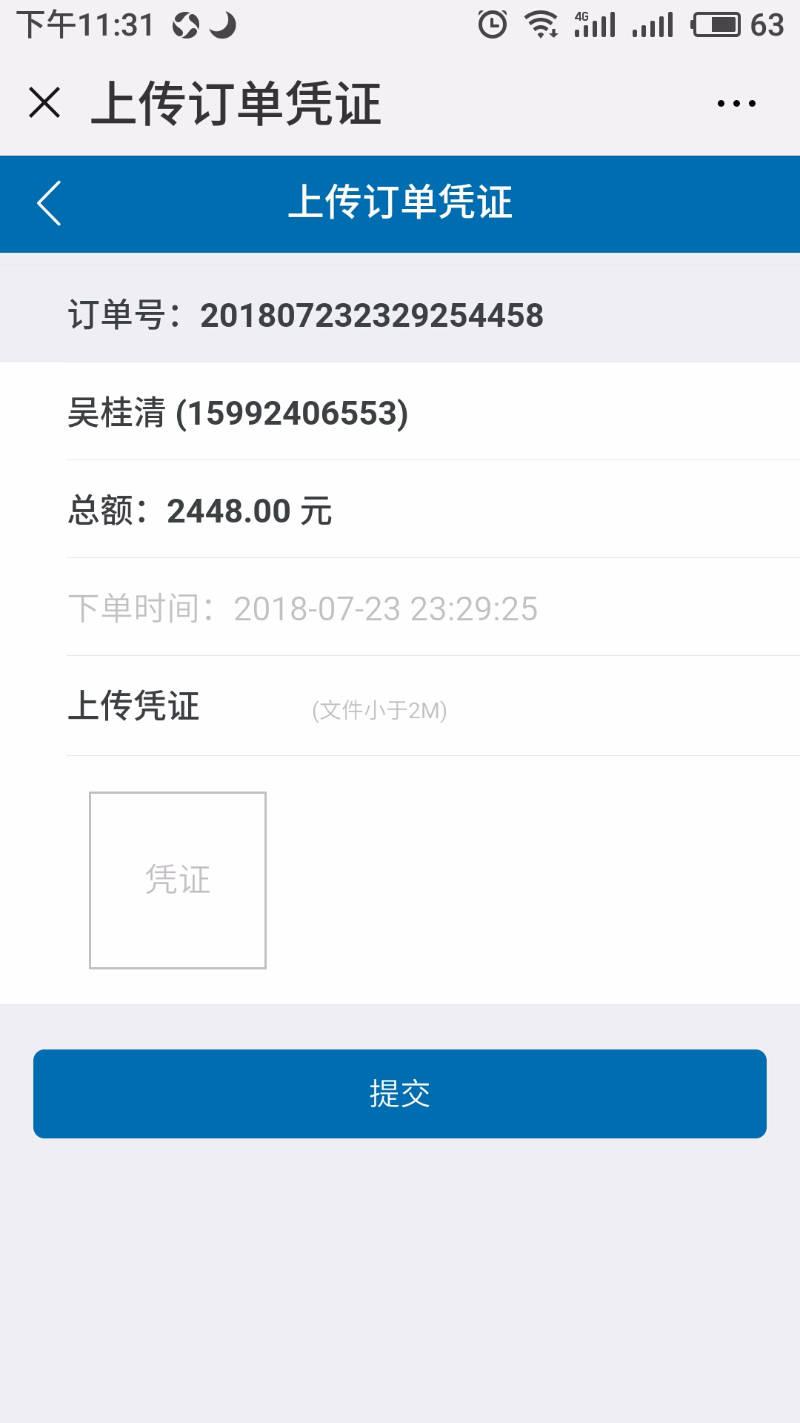 下午11:31 4G 63
上传订单凭证
上传订单凭证
订单号：201807232329254458
吴桂清 (15992406553)
总额：2448.00 元
下单时间：2018-07-23 23:29:25
上传凭证 (文件小于2M)
凭证
提交